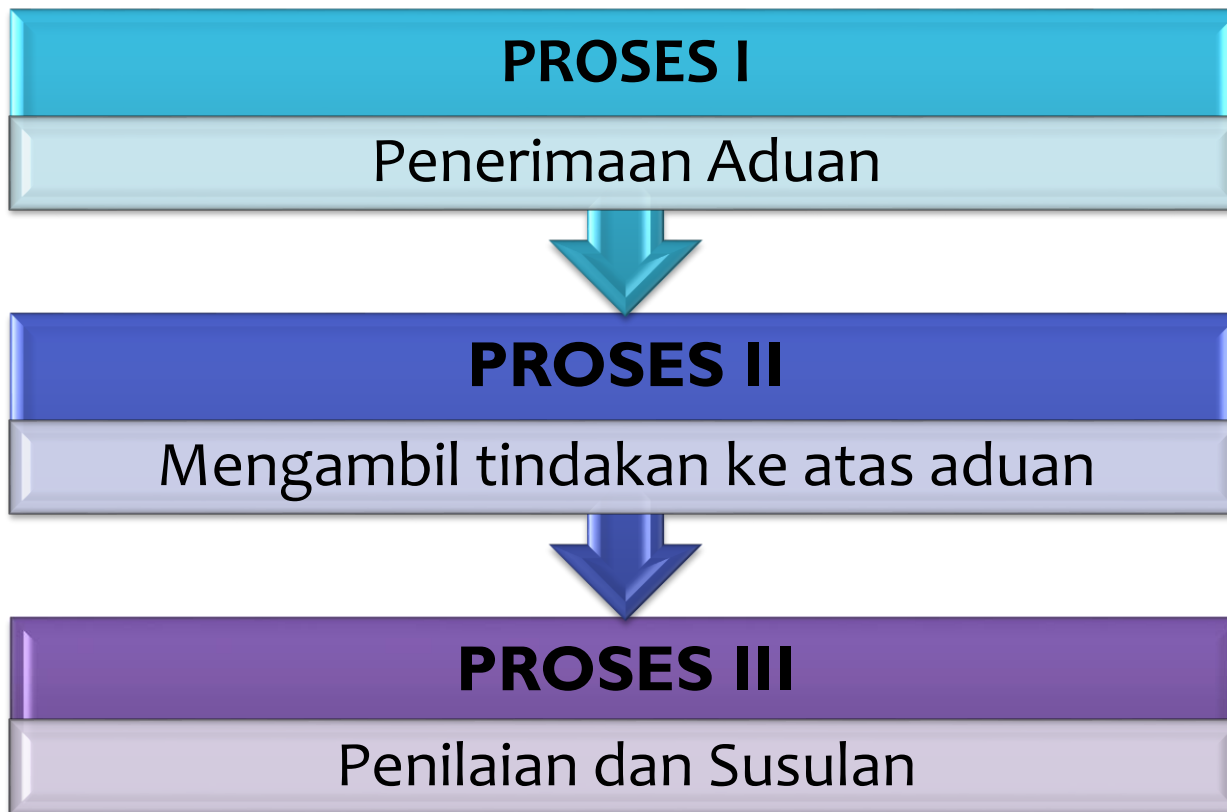 PROSES I
Penerimaan Aduan
PROSES II
Mengambil tindakan ke atas aduan
PROSES III
Penilaian dan Susulan